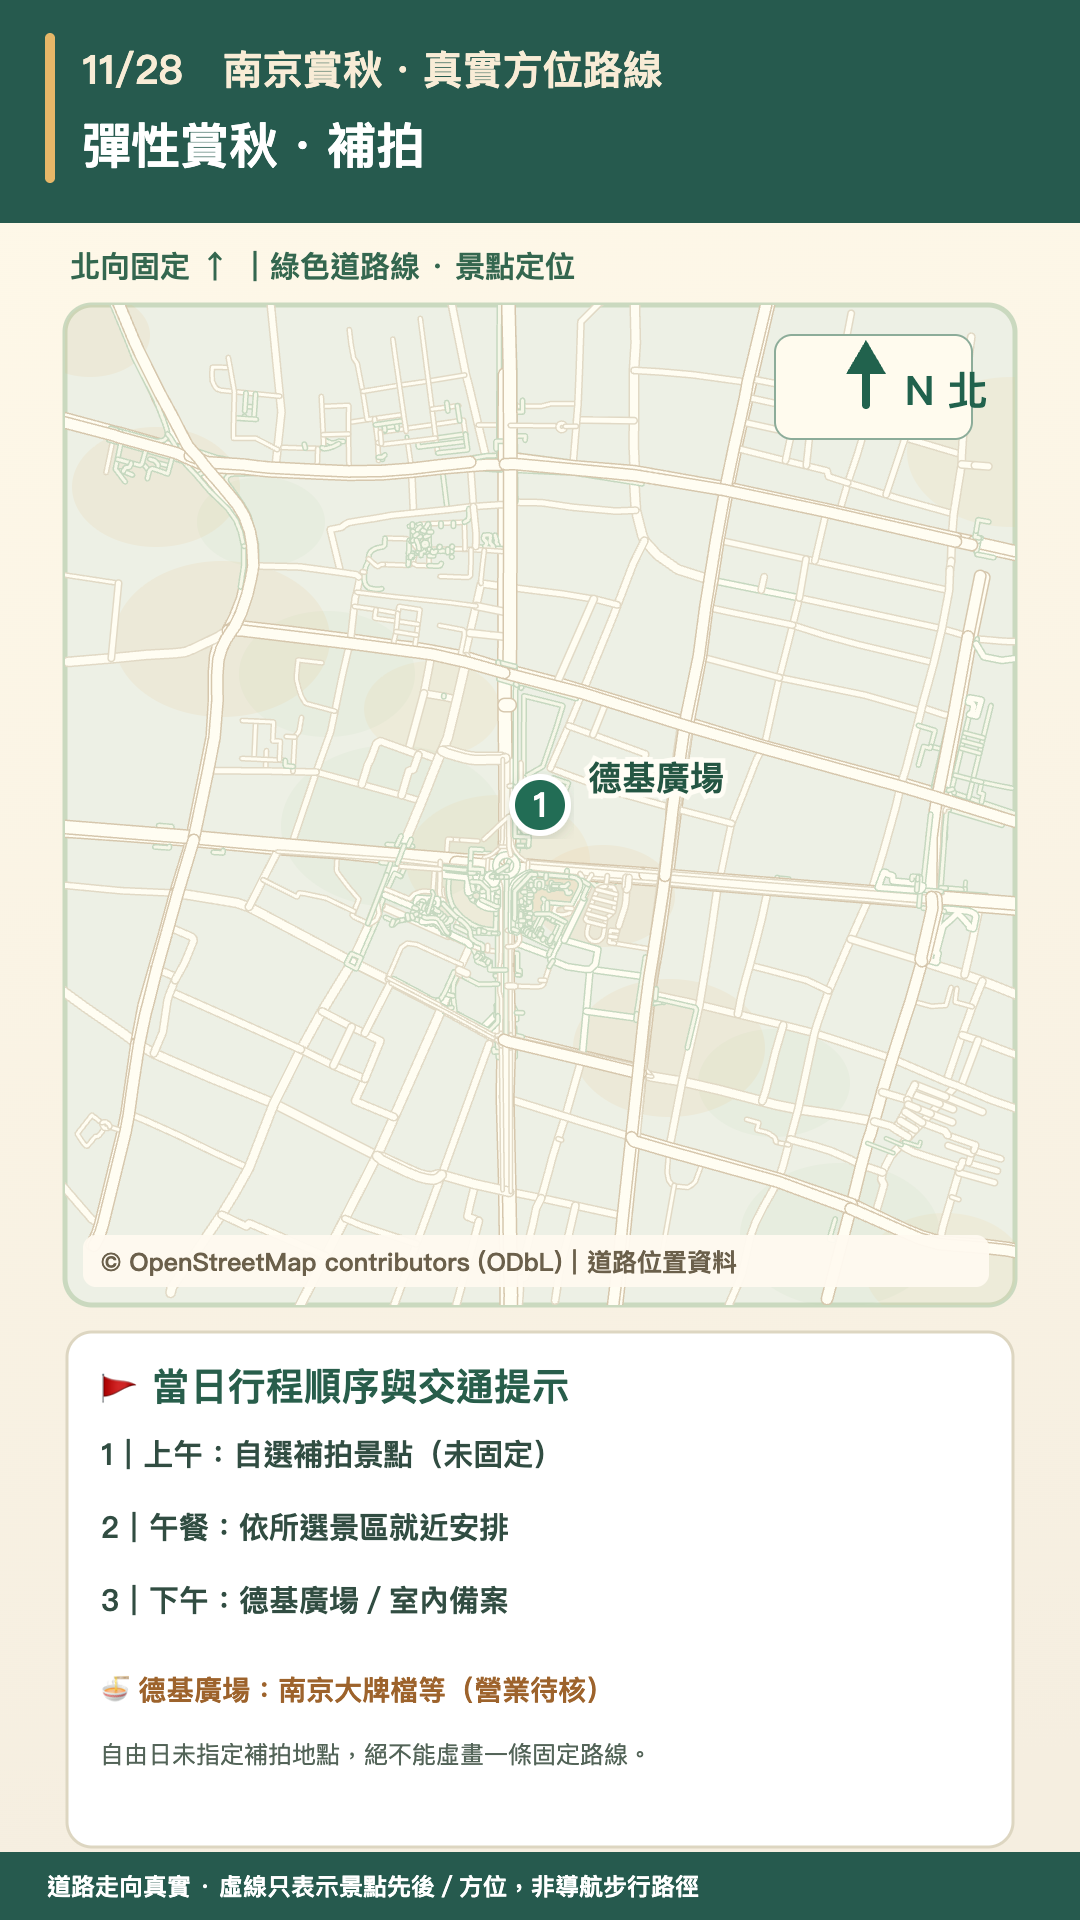 11/28 南京賞秋·真實方位路線
彈性賞秋·補拍
北向固定 ↑ |綠色道路線·景點定位
N 北
德基廣場
1
© OpenStreetMap contributors (ODbL) | 道路位置資料
當日行程順序與交通提示
1|上午：自選補拍景點（未固定）
2|午餐：依所選景區就近安排
3|下午：德基廣場 / 室內備案
德基廣場：南京大牌檔等（營業待核）
自由日未指定補拍地點，絕不能虛畫一條固定路線。
道路走向真實·虛線只表示景點先後 / 方位，非導航步行路徑